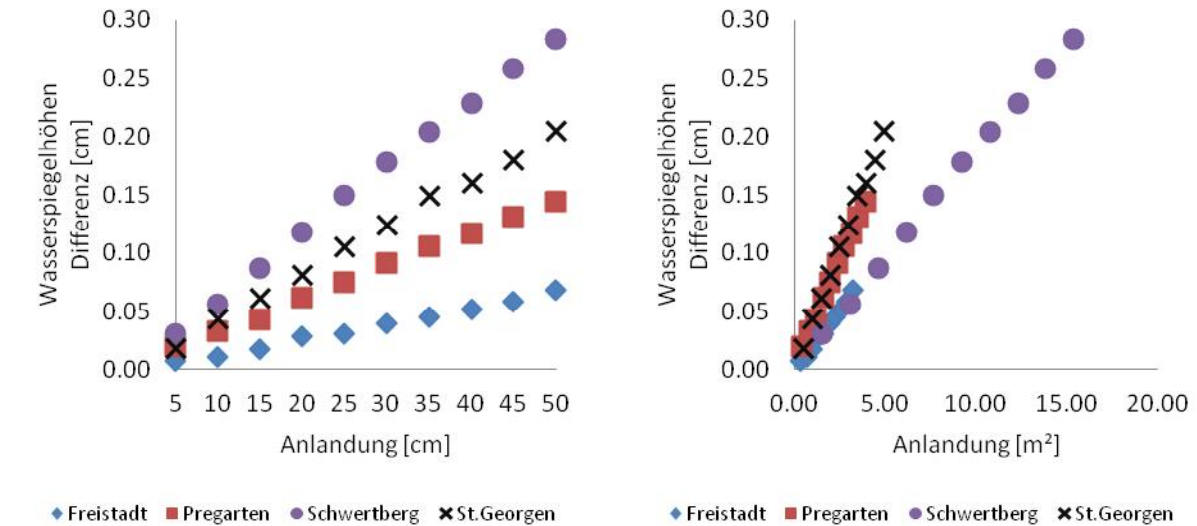 0.30
0.25
0.20
0.15
0.10
0.05
0.00
Wasserspiegelhöhen
Differenz [cm]
5 10 15 20 25 30 35 40 45 50
Anlandung [cm]
Freistadt Pregarten Schwertberg St.Georgen
0.30
0.25
0.20
0.15
0.10
0.05
0.00
Wasserspiegelhöhen
Differenz [cm]
0.00 5.00 10.00 15.00 20.00
Anlandung [m²]
Freistadt Pregarten Schwertberg St.Georgen